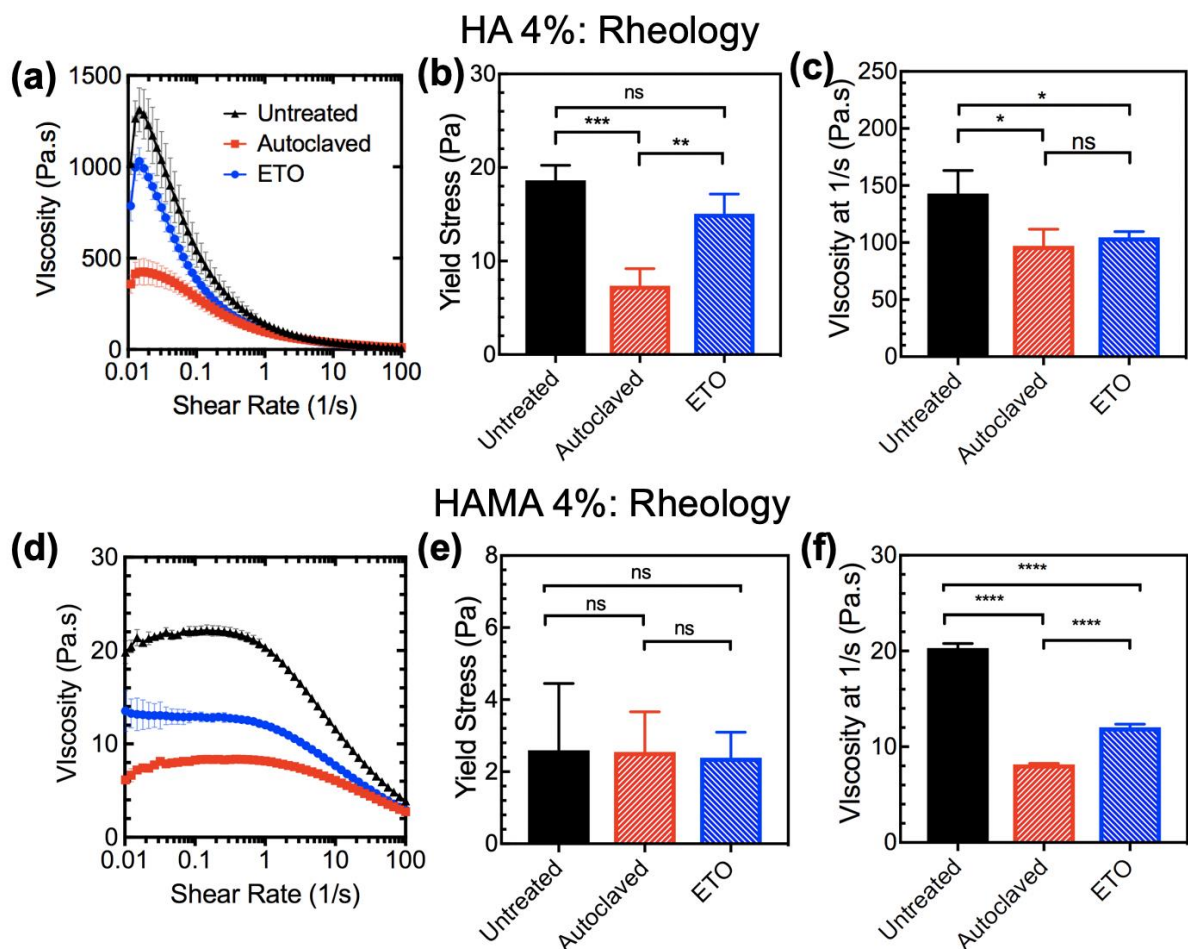 HA 4%: Rheology
(a)
1500
1000
500
0
VIscosity (Pa.s)
0.01 0.1 1 10 100
Shear Rate (1/s)
Untreated
Autoclaved
ETO
(b)
30
20
10
0
Yield Stress (Pa)
ns
***
**
Untreated
Autoclaved
ETO
(c)
250
200
150
100
50
0
VIscosity at 1/s (Pa.s)
*
*
ns
Untreated
Autoclaved
ETO
HAMA 4%: Rheology
(d)
30
20
10
0
VIscosity (Pa.s)
0.01 0.1 1 10 100
Shear Rate (1/s)
(e)
8
6
4
2
0
Yield Stress (Pa)
ns
ns
ns
Untreated
Autoclaved
ETO
(f)
30
20
10
0
VIscosity at 1/s (Pa.s)
****
****
****
Untreated
Autoclaved
ETO